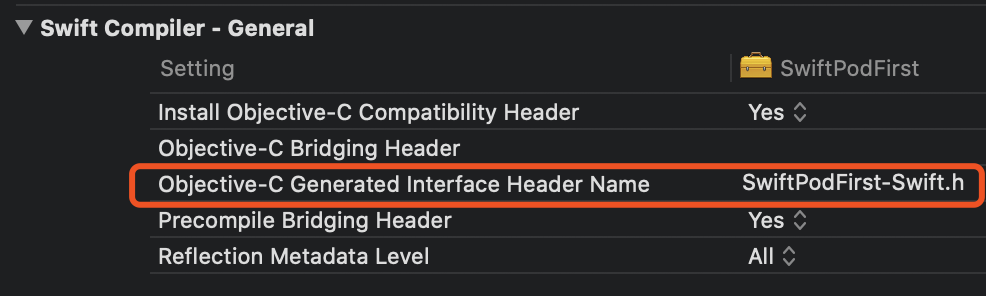 Swift Compiler - General
Setting SwiftPodFirst
Install Objective-C Compatibility Header Yes
Objective-C Bridging Header
Objective-C Generated Interface Header Name SwiftPodFirst-Swift.h
Precompile Bridging Header Yes
Reflection Metadata Level All